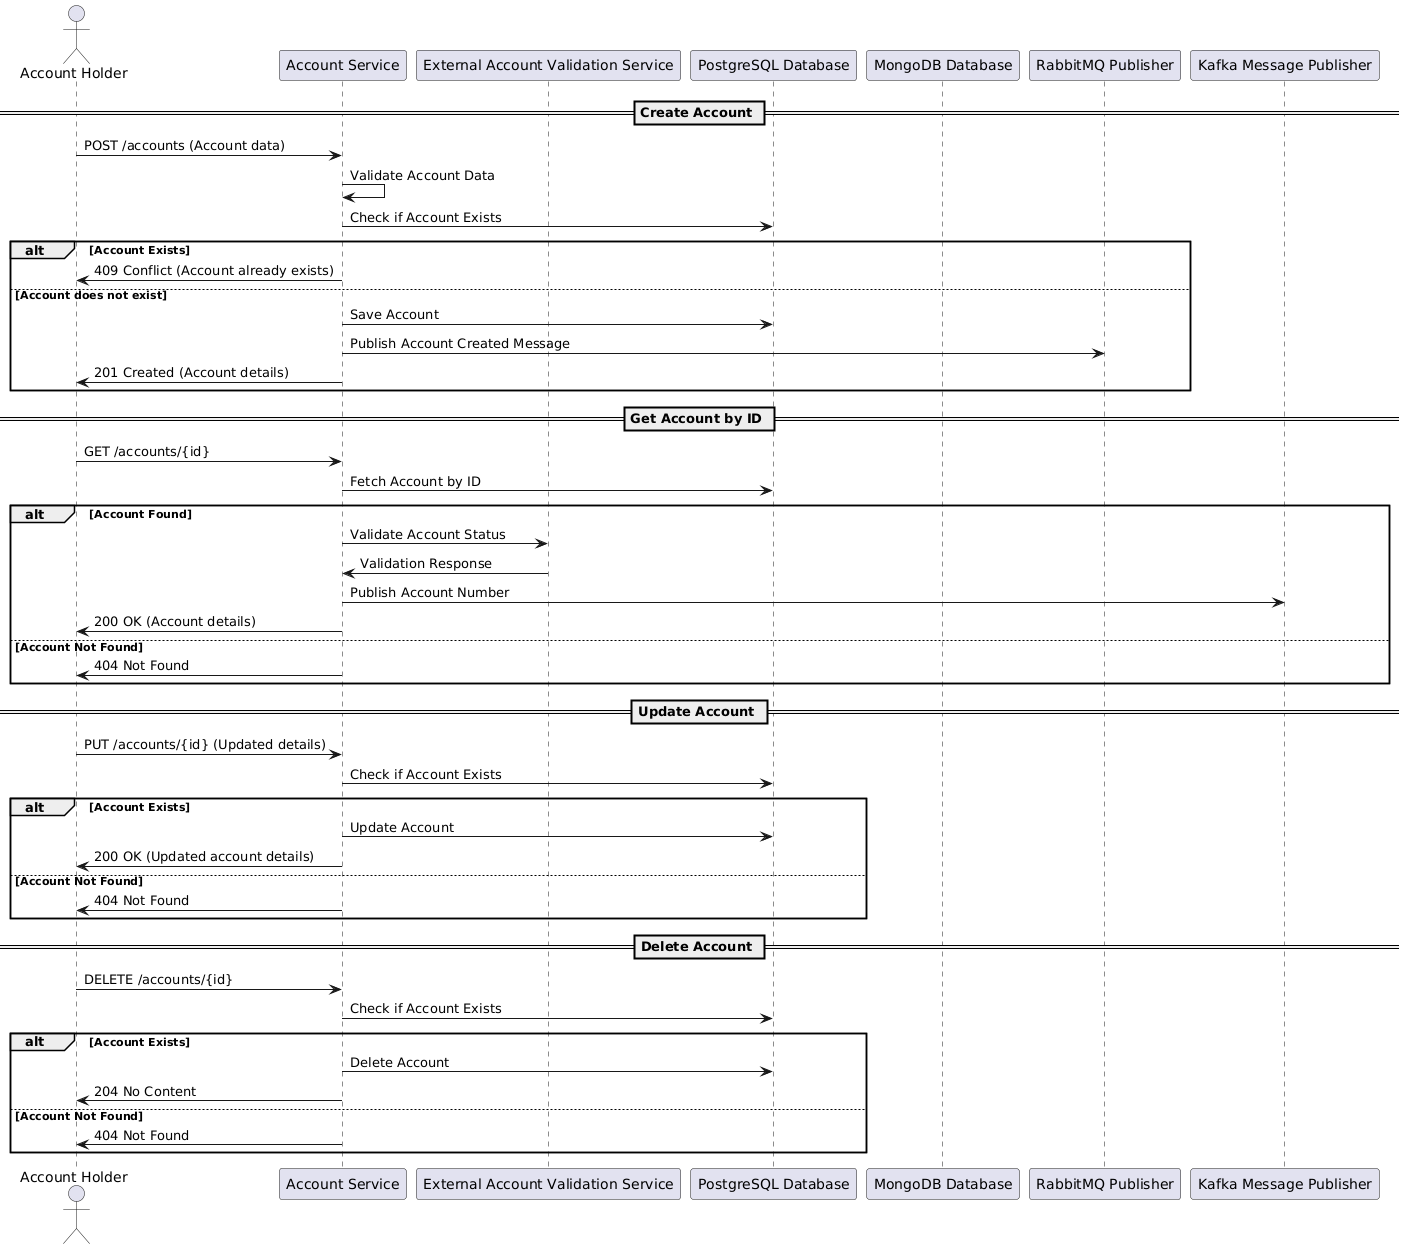 Account Holder
Account Service
External Account Validation Service
PostgreSQL Database
MongoDB Database
RabbitMQ Publisher
Kafka Message Publisher
Create Account
POST /accounts (Account data)
Validate Account Data
Check if Account Exists
alt
[Account Exists]
409 Conflict (Account already exists)
[Account does not exist]
Save Account
Publish Account Created Message
201 Created (Account details)
Get Account by ID
GET /accounts/{id}
Fetch Account by ID
alt
[Account Found]
Validate Account Status
Validation Response
Publish Account Number
200 OK (Account details)
[Account Not Found]
404 Not Found
Update Account
PUT /accounts/{id} (Updated details)
Check if Account Exists
alt
[Account Exists]
Update Account
200 OK (Updated account details)
[Account Not Found]
404 Not Found
Delete Account
DELETE /accounts/{id}
Check if Account Exists
alt
[Account Exists]
Delete Account
204 No Content
[Account Not Found]
404 Not Found
Account Holder
Account Service
External Account Validation Service
PostgreSQL Database
MongoDB Database
RabbitMQ Publisher
Kafka Message Publisher